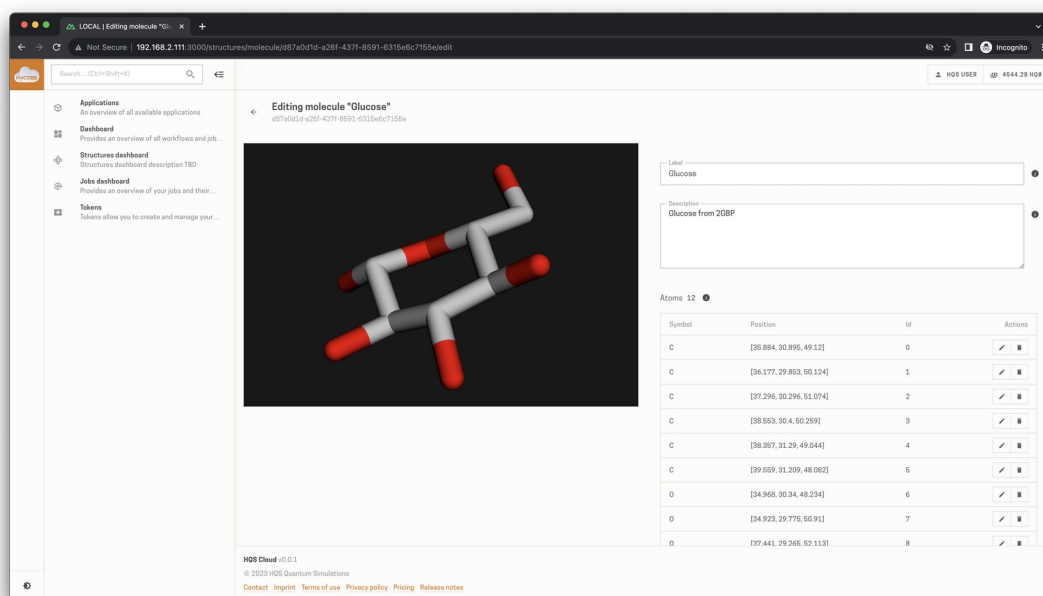 LOCAL | Editing molecule "Glu
Not Secure | 192.168.2.111:3000/structures/molecule/d87a0d1d-a26f-437f-8591-6315e6c7155e/edit
Incognito
HQS
Search... (Ctrl+Shift+K)
HQS USER
4544.28 HQ$
Applications
An overview of all available applications
Dashboard
Provides an overview of all workflows and job...
Structures dashboard
Structures dashboard description TBD
Jobs dashboard
Provides an overview of your jobs and their...
Tokens
Tokens allow you to create and manage your...
Editing molecule "Glucose"
d87a0d1d-a26f-437f-8591-6315e6c7155e
Label
Glucose
Description
Glucose from 2GBP
Atoms 12
Symbol Position Id Actions
C [35.884, 30.895, 49.12] 0
C [36.177, 29.853, 50.124] 1
C [37.296, 30.296, 51.074] 2
C [38.553, 30.4, 50.259] 3
C [38.357, 31.29, 49.044] 4
C [39.559, 31.209, 48.082] 5
O [34.968, 30.34, 48.234] 6
O [34.923, 29.775, 50.91] 7
O [37.441, 29.265, 52.113] 8
HQS Cloud v0.0.1
© 2023 HQS Quantum Simulations
Contact Imprint Terms of use Privacy policy Pricing Release notes